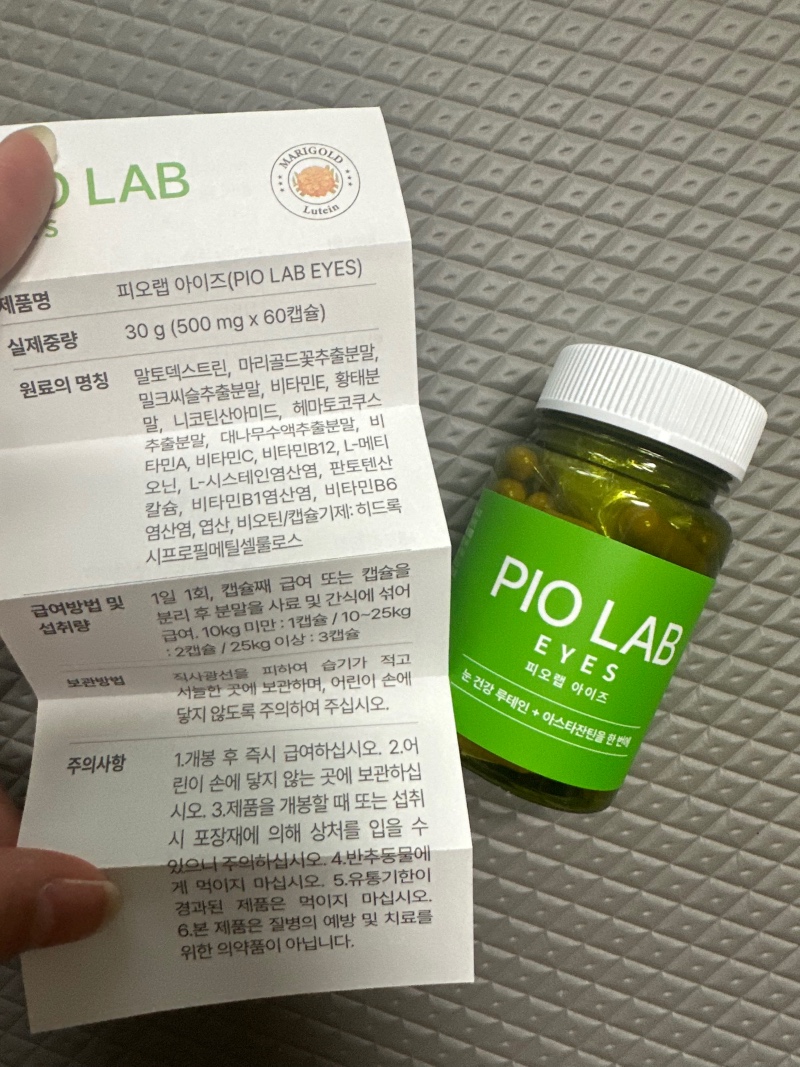 O LAB
S
MARIGOLD
Lutein
제품명 피오랩 아이즈(PIO LAB EYES)
실제중량 30 g (500 mg x 60캡슐)
원료의 명칭 말토덱스트린, 마리골드꽃추출분말,
밀크씨슬추출분말, 비타민E, 황태분
말, 니코틴산아미드, 헤마토코쿠스
추출분말, 대나무수액추출분말, 비
타민A, 비타민C, 비타민B12, L-메티
오닌, L-시스테인염산염, 판토텐산
칼슘, 비타민B1염산염, 비타민B6
염산염, 엽산, 비오틴/캡슐기제: 히드록
시프로필메틸셀룰로스
급여방법 및 1일 1회, 캡슐째 급여 또는 캡슐을
섭취량 분리 후 분말을 사료 및 간식에 섞어
급여. 10kg 미만 : 1캡슐 / 10~25kg
: 2캡슐 / 25kg 이상 : 3캡슐
보관방법 직사광선을 피하여 습기가 적고
서늘한 곳에 보관하며, 어린이 손에
닿지 않도록 주의하여 주십시오.
주의사항 1.개봉 후 즉시 급여하십시오. 2.어
린이 손에 닿지 않는 곳에 보관하십
시오. 3.제품을 개봉할 때 또는 섭취
시 포장재에 의해 상처를 입을 수
있으니 주의하십시오. 4.반추동물에
게 먹이지 마십시오. 5.유통기한이
경과된 제품은 먹이지 마십시오.
6.본 제품은 질병의 예방 및 치료를
위한 의약품이 아닙니다.
PIO LAB
EYES
피오랩 아이즈
눈 건강 루테인 + 아스타잔틴을 한 번에